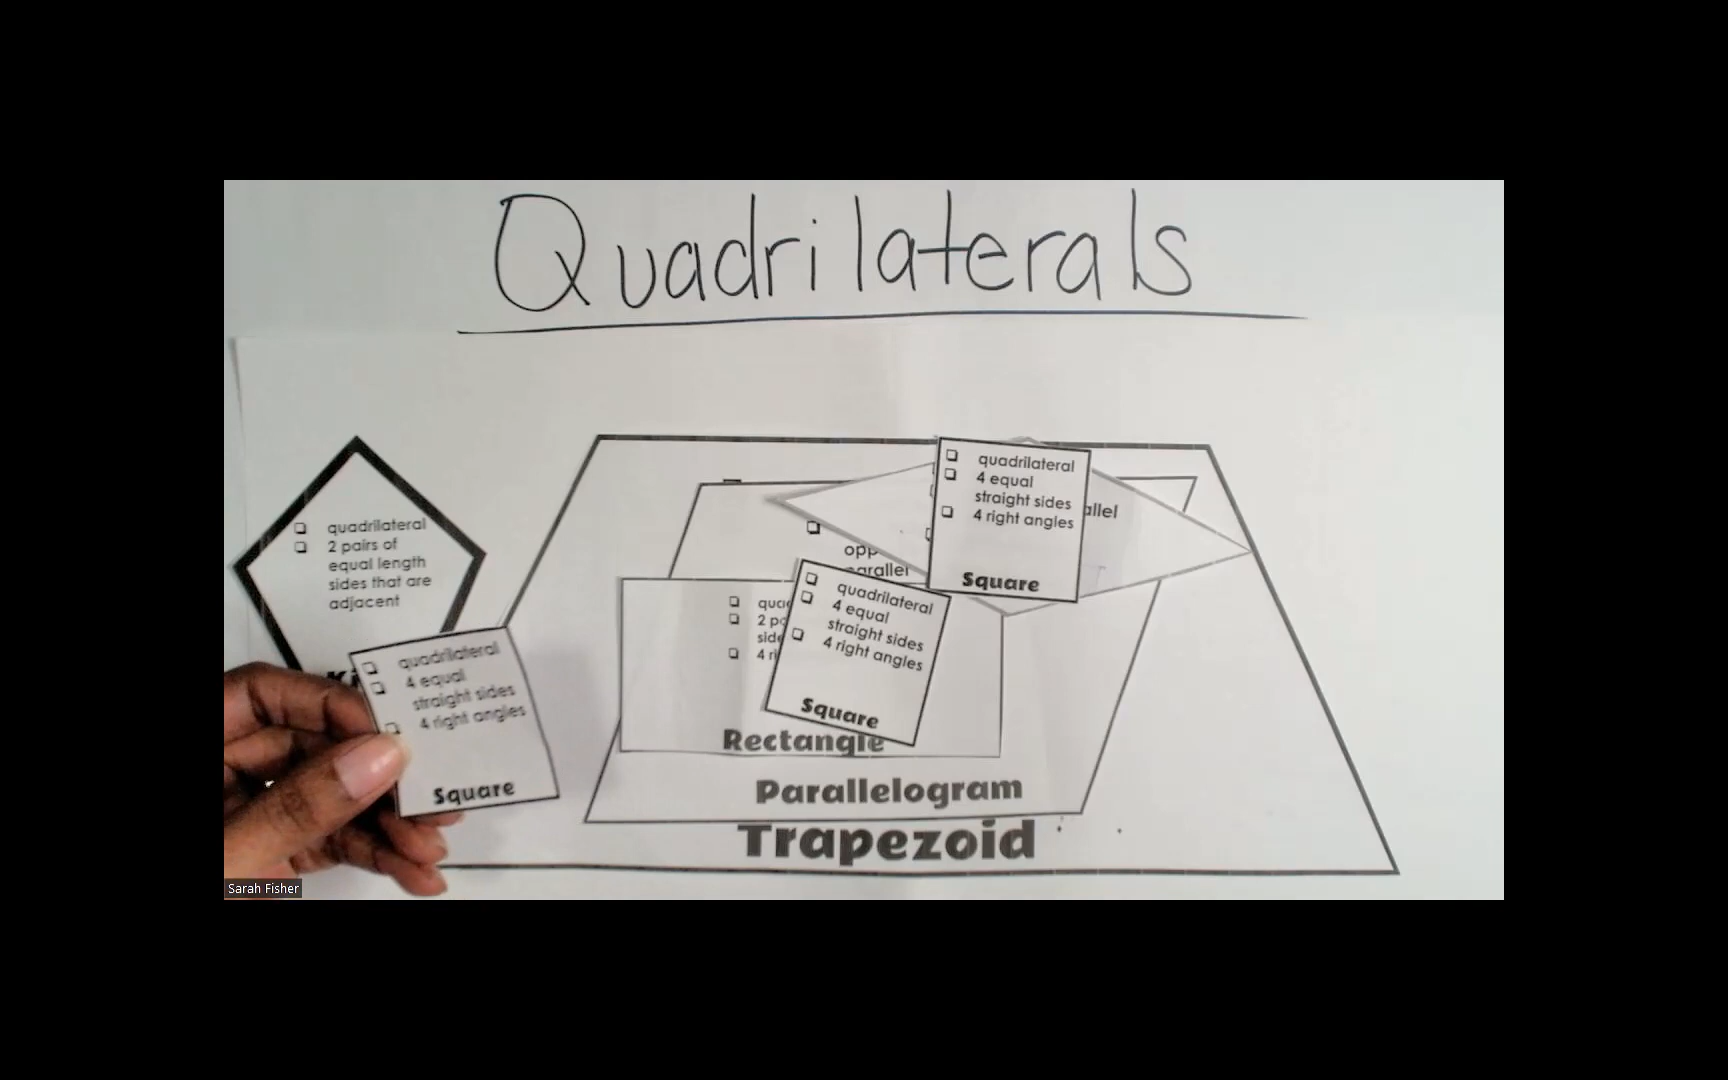 Quadrilaterals
quadrilateral
2 pairs of
equal length
sides that are
adjacent
quadrilateral
4 equal
straight sides
4 right angles
Square
quadrilateral
4 equal
straight sides
4 right angles
Square
parallel
quadrilateral
4 equal
straight sides
4 right angles
Square
Rectangle
Parallelogram
Trapezoid
Sarah Fisher